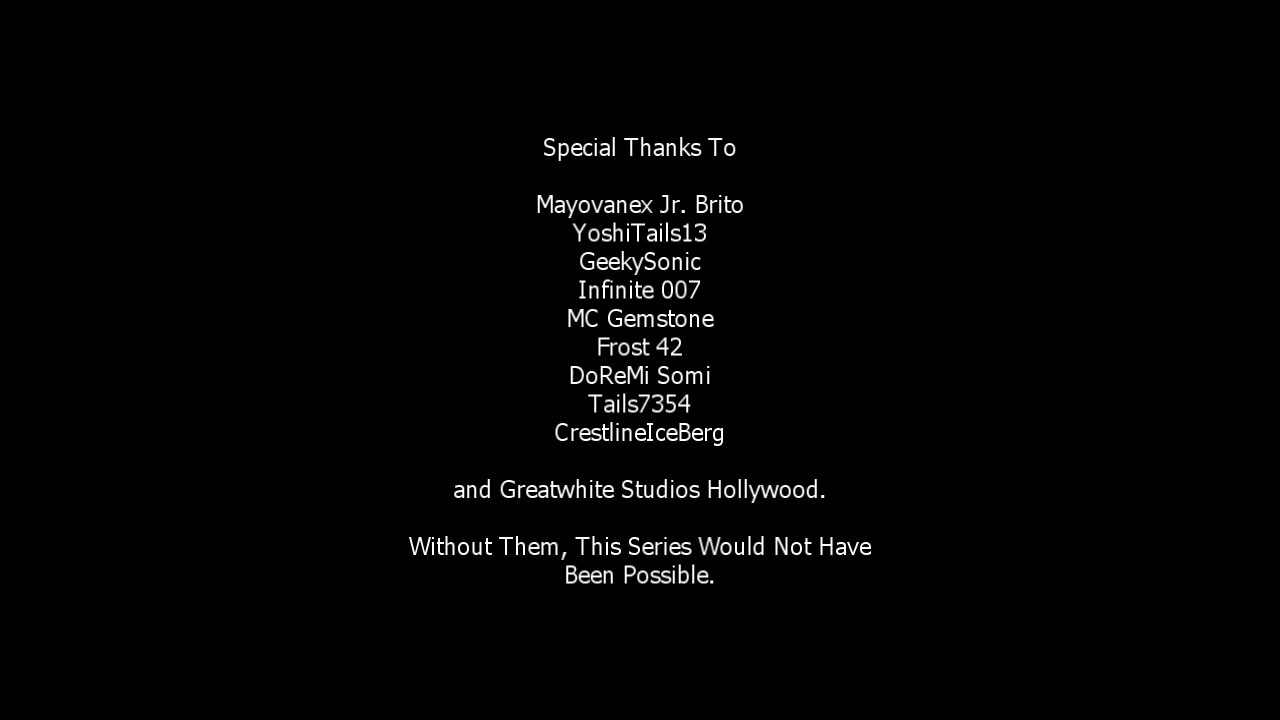 Special Thanks To
Mayovanex Jr. Brito
YoshiTails13
GeekySonic
Infinite 007
MC Gemstone
Frost 42
DoReMi Somi
Tails7354
CrestlineIceBerg
and Greatwhite Studios Hollywood.
Without Them, This Series Would Not Have
Been Possible.